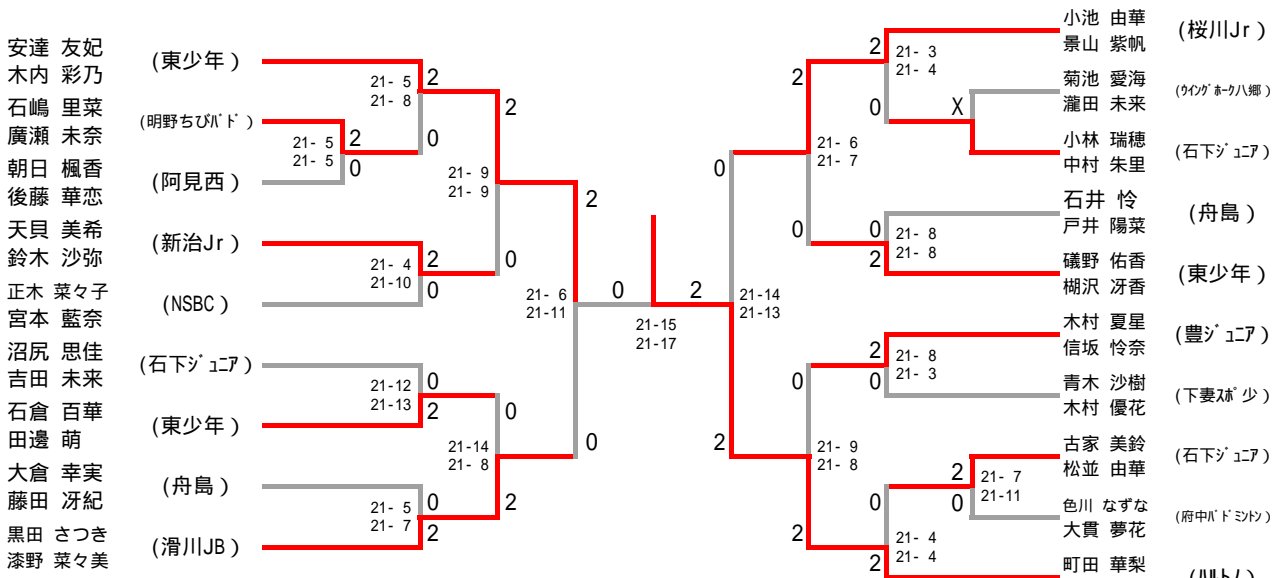 安達 友妃
木内 彩乃
(東少年)
石嶋 里菜
廣瀬 未奈
(明野ちびバド)
朝日 楓香
後藤 華恋
(阿見西)
天貝 美希
鈴木 沙弥
(新治Jr)
正木 菜々子
宮本 藍奈
(NSBC)
沼尻 思佳
吉田 未来
(石下ジュニア)
石倉 百華
田邊 萌
(東少年)
大倉 幸実
藤田 冴紀
(舟島)
黒田 さつき
漆野 菜々美
(滑川JB)
21- 5
21- 8
2
0
21- 5
21- 5
2
0
21- 9
21- 9
2
0
21- 4
21-10
2
0
21- 6
21-11
2
0
21-12
21-13
0
2
21-14
21- 8
0
2
21- 5
21- 7
0
2
0
2
21-15
21-17
21-14
21-13
0
2
21- 6
21- 7
2
0
21- 3
21- 4
2
0
X
21- 8
21- 8
0
2
21- 9
21- 8
0
2
21- 8
21- 3
2
0
21- 4
21- 4
0
2
21- 7
21-11
2
0
小池 由華
景山 紫帆
(桜川Jr)
菊池 愛海
瀧田 未来
(ウイングホーク八郷)
小林 瑞穂
中村 朱里
(石下ジュニア)
石井 怜
戸井 陽菜
(舟島)
磯野 佑香
楜沢 冴香
(東少年)
木村 夏星
信坂 怜奈
(豊ジュニア)
青木 沙樹
木村 優花
(下妻スポ少)
古家 美鈴
松並 由華
(石下ジュニア)
色川 なずな
大貫 夢花
(府中バドミントン)
町田 華梨